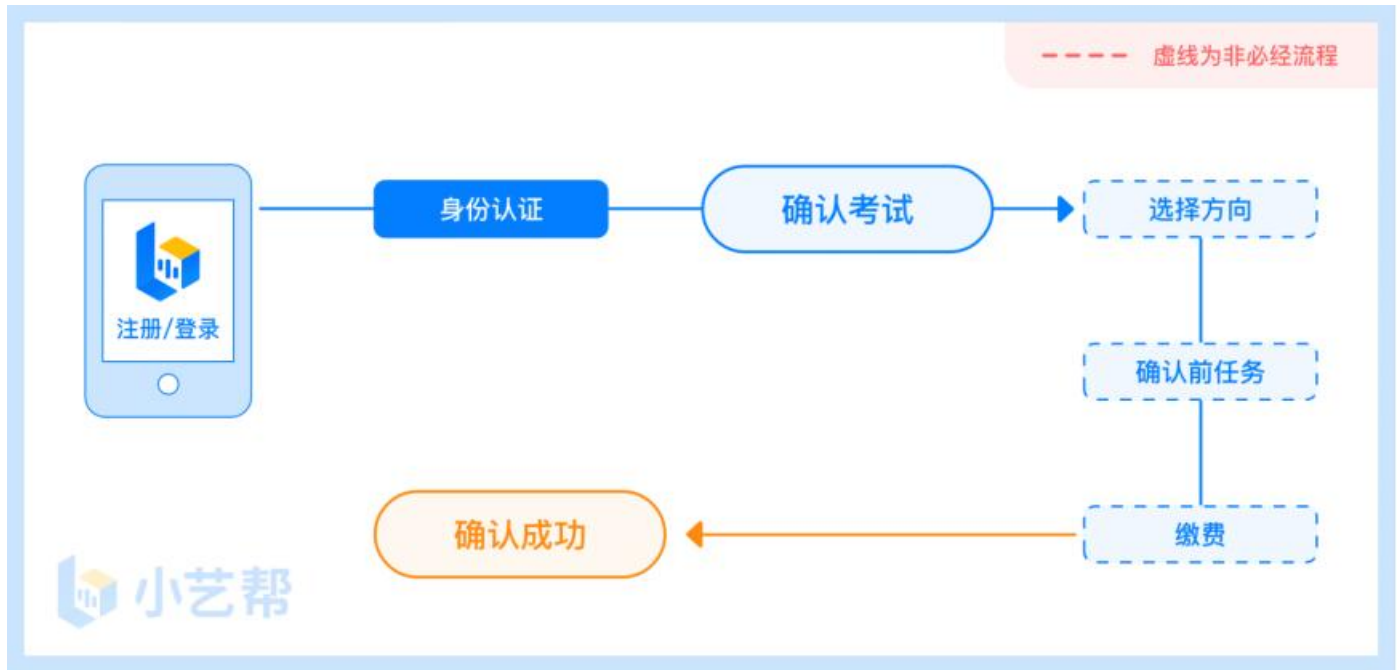 虚线为非必经流程
注册/登录
身份认证
确认考试
选择方向
确认前任务
缴费
确认成功
小艺帮